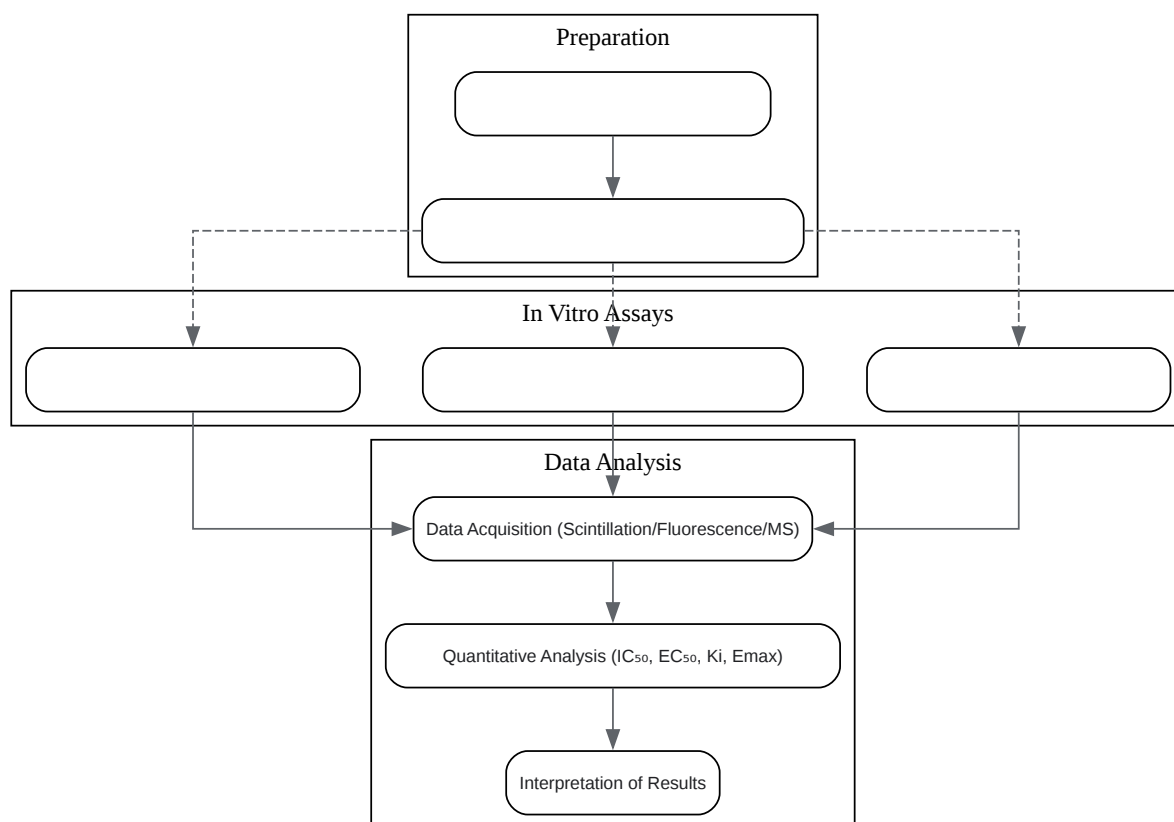 Preparation
In Vitro Assays
Data Analysis
Data Acquisition (Scintillation/Fluorescence/MS)
Quantitative Analysis (IC₅₀, EC₅₀, Ki, Emax)
Interpretation of Results